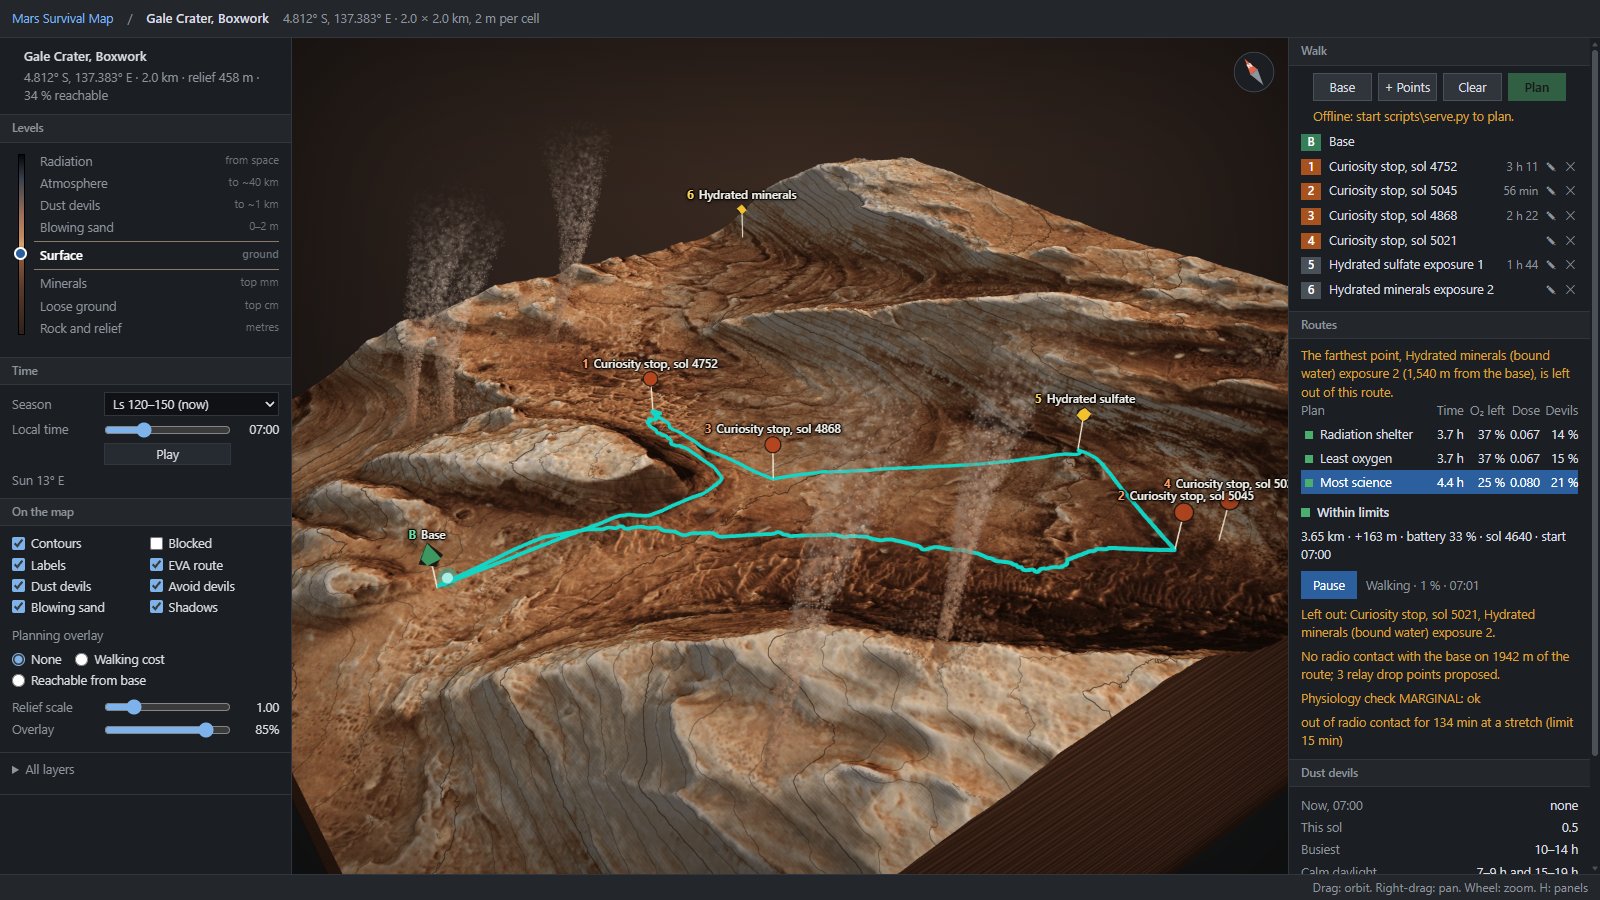 Mars Survival Map / Gale Crater, Boxwork 4.812° S, 137.383° E · 2.0 × 2.0 km, 2 m per cell
Gale Crater, Boxwork
4.812° S, 137.383° E · 2.0 km · relief 458 m ·
34 % reachable
Levels
Radiation from space
Atmosphere to ~40 km
Dust devils to ~1 km
Blowing sand 0–2 m
Surface ground
Minerals top mm
Loose ground top cm
Rock and relief metres
Time
Season Ls 120–150 (now)
Local time 07:00
Play
Sun 13° E
On the map
Contours Blocked
Labels EVA route
Dust devils Avoid devils
Blowing sand Shadows
Planning overlay
None Walking cost
Reachable from base
Relief scale 1.00
Overlay 85%
All layers
6 Hydrated minerals
1 Curiosity stop, sol 4752
5 Hydrated sulfate
3 Curiosity stop, sol 4868
4 Curiosity stop, sol 502
2 Curiosity stop, sol 5045
B Base
Walk
Base + Points Clear Plan
Offline: start scripts\serve.py to plan.
B Base
1 Curiosity stop, sol 4752 3 h 11
2 Curiosity stop, sol 5045 56 min
3 Curiosity stop, sol 4868 2 h 22
4 Curiosity stop, sol 5021
5 Hydrated sulfate exposure 1 1 h 44
6 Hydrated minerals exposure 2
Routes
The farthest point, Hydrated minerals (bound
water) exposure 2 (1,540 m from the base), is left
out of this route.
Plan Time O₂ left Dose Devils
Radiation shelter 3.7 h 37 % 0.067 14 %
Least oxygen 3.7 h 37 % 0.067 15 %
Most science 4.4 h 25 % 0.080 21 %
Within limits
3.65 km · +163 m · battery 33 % · sol 4640 · start
07:00
Pause Walking · 1 % · 07:01
Left out: Curiosity stop, sol 5021, Hydrated
minerals (bound water) exposure 2.
No radio contact with the base on 1942 m of the
route; 3 relay drop points proposed.
Physiology check MARGINAL: ok
out of radio contact for 134 min at a stretch (limit
15 min)
Dust devils
Now, 07:00 none
This sol 0.5
Busiest 10–14 h
Calm daylight 7–9 h and 15–19 h
Drag: orbit. Right-drag: pan. Wheel: zoom. H: panels